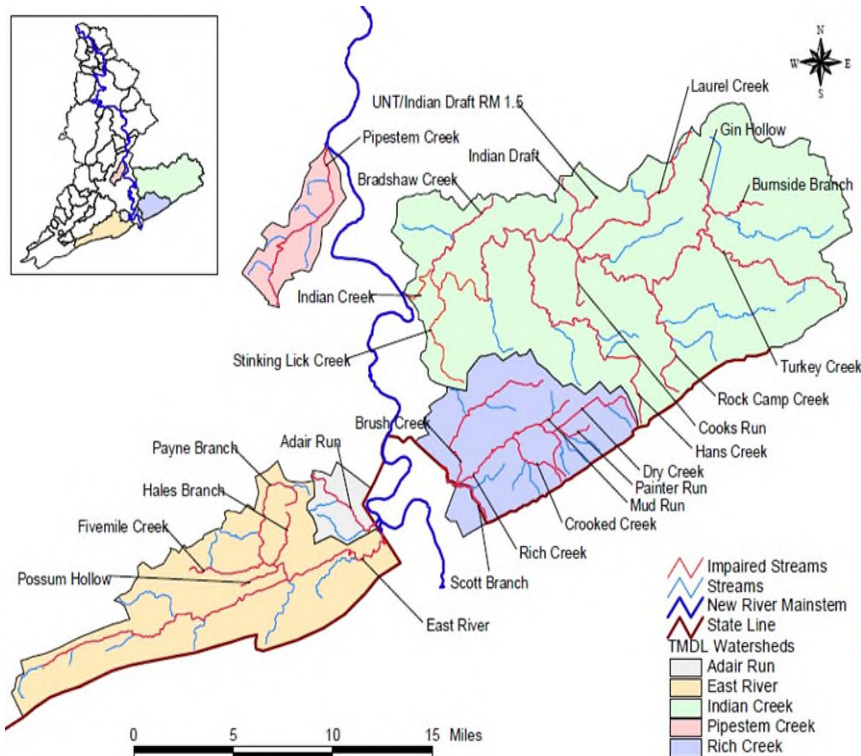 N
W E
S
Laurel Creek
UNT/Indian Draft RM 1.5
Gin Hollow
Pipestem Creek
Indian Draft
Bradshaw Creek
Burnside Branch
Indian Creek
Stinking Lick Creek
Turkey Creek
Rock Camp Creek
Brush Creek
Cooks Run
Adair Run
Hans Creek
Payne Branch
Dry Creek
Hales Branch
Painter Run
Mud Run
Fivemile Creek
Crooked Creek
Rich Creek
Possum Hollow
Scott Branch
East River
Impaired Streams
Streams
New River Mainstem
State Line
TMDL Watersheds
Adair Run
East River
Indian Creek
Pipestem Creek
Rich Creek
0 5 10 15 Miles